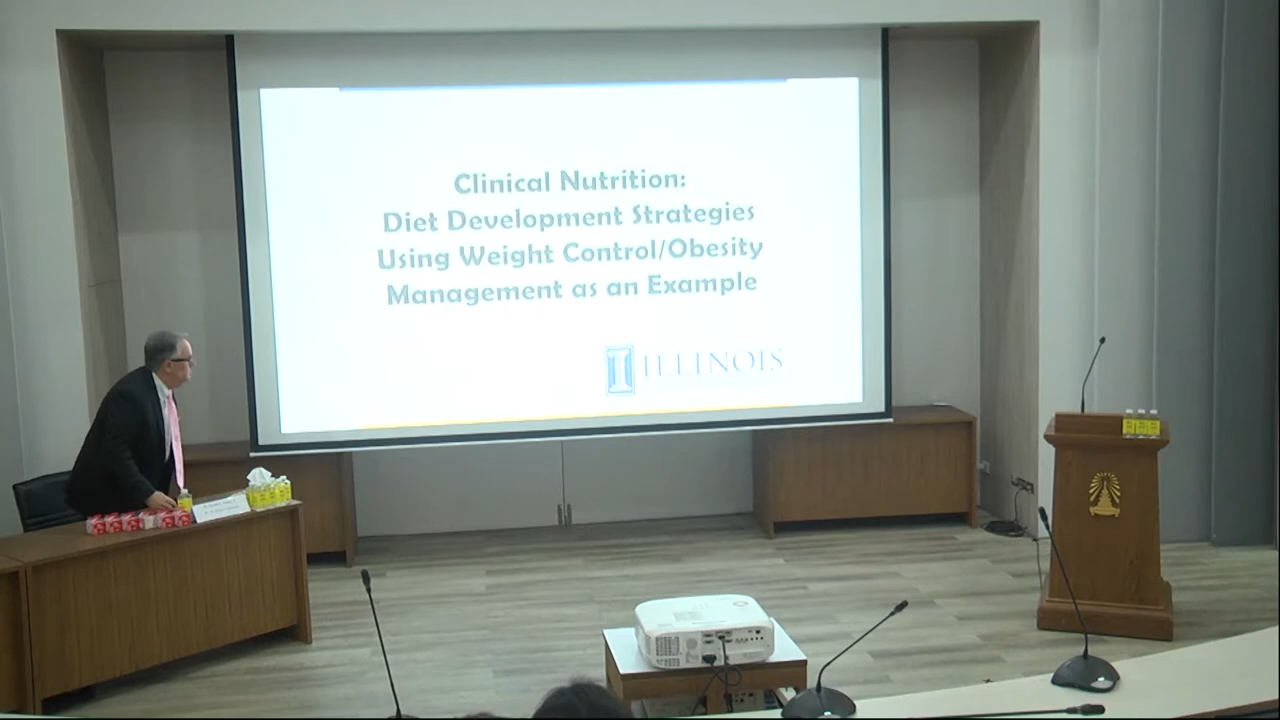 Clinical Nutrition:
Diet Development Strategies
Using Weight Control/Obesity
Management as an Example
I ILLINOIS